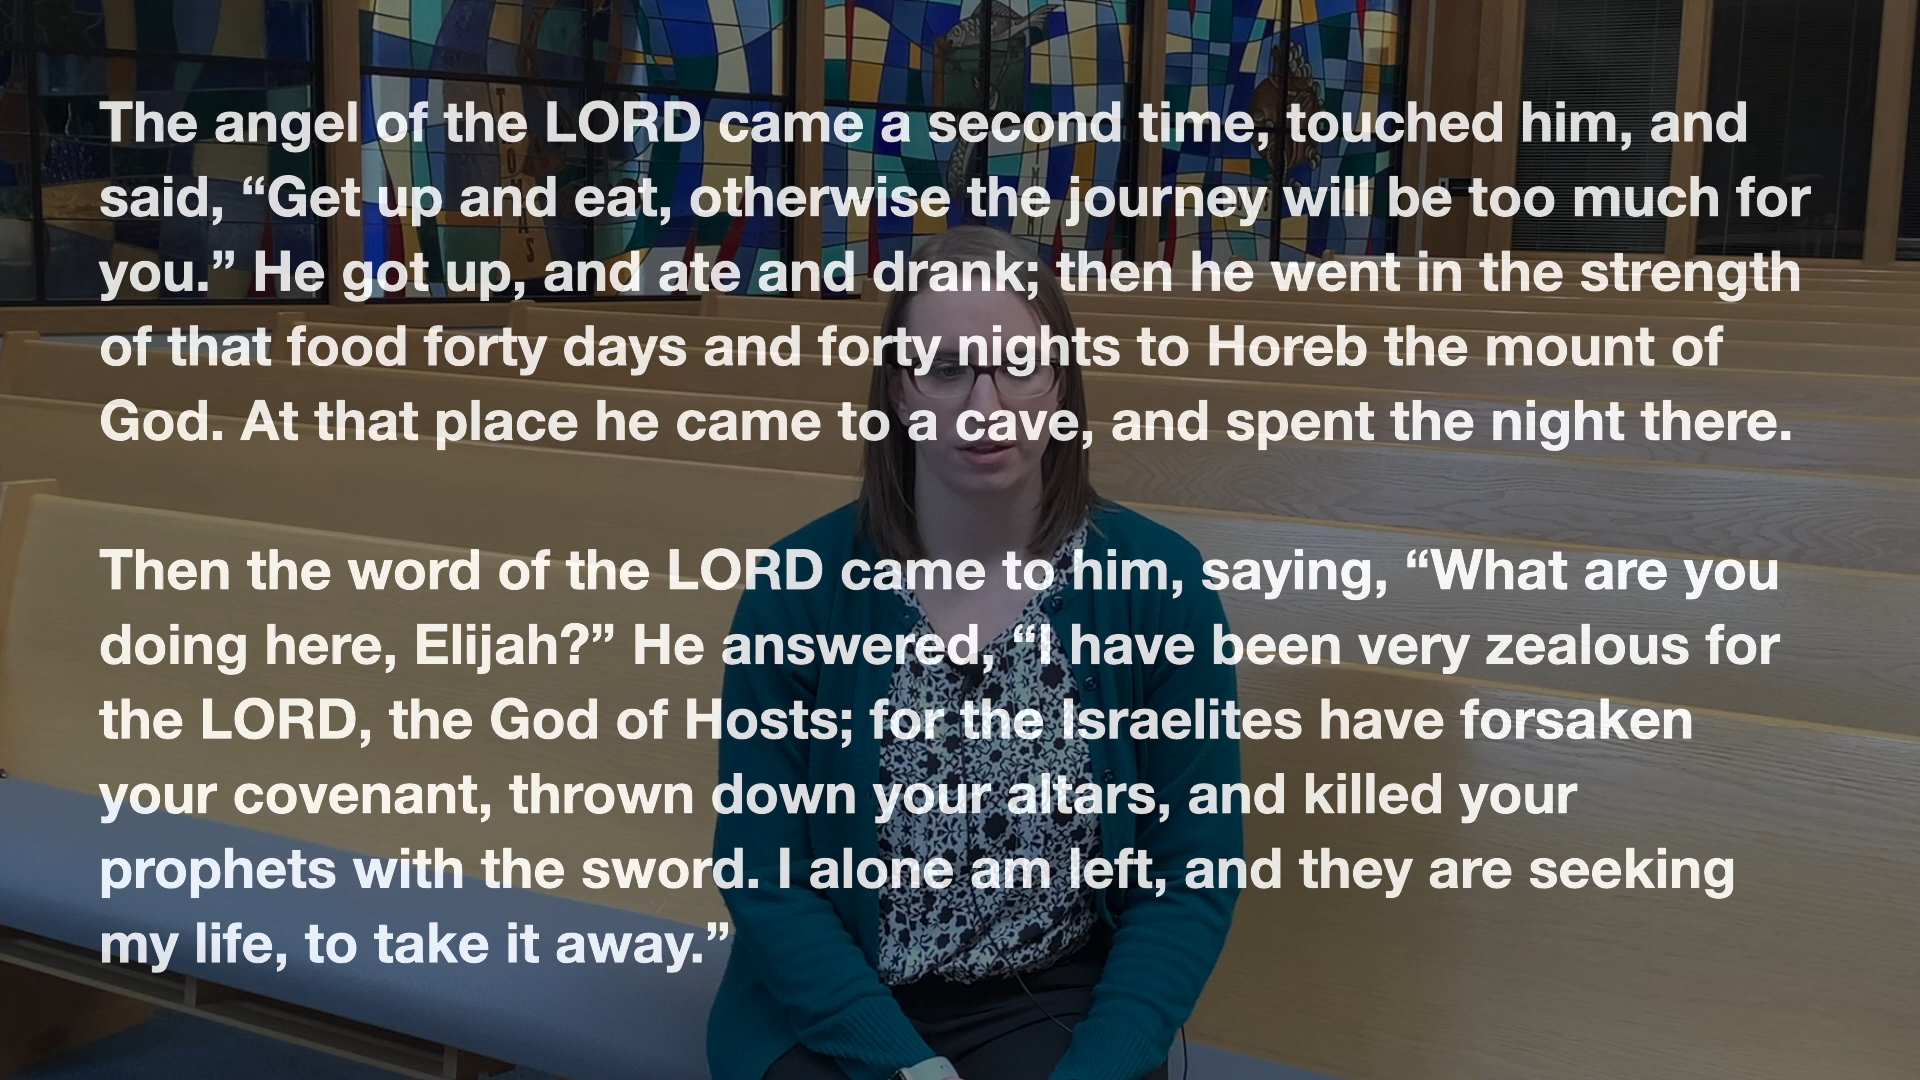 The angel of the LORD came a second time, touched him, and
said, “Get up and eat, otherwise the journey will be too much for
you.” He got up, and ate and drank; then he went in the strength
of that food forty days and forty nights to Horeb the mount of
God. At that place he came to a cave, and spent the night there.
Then the word of the LORD came to him, saying, “What are you
doing here, Elijah?” He answered, “I have been very zealous for
the LORD, the God of Hosts; for the Israelites have forsaken
your covenant, thrown down your altars, and killed your
prophets with the sword. I alone am left, and they are seeking
my life, to take it away.”